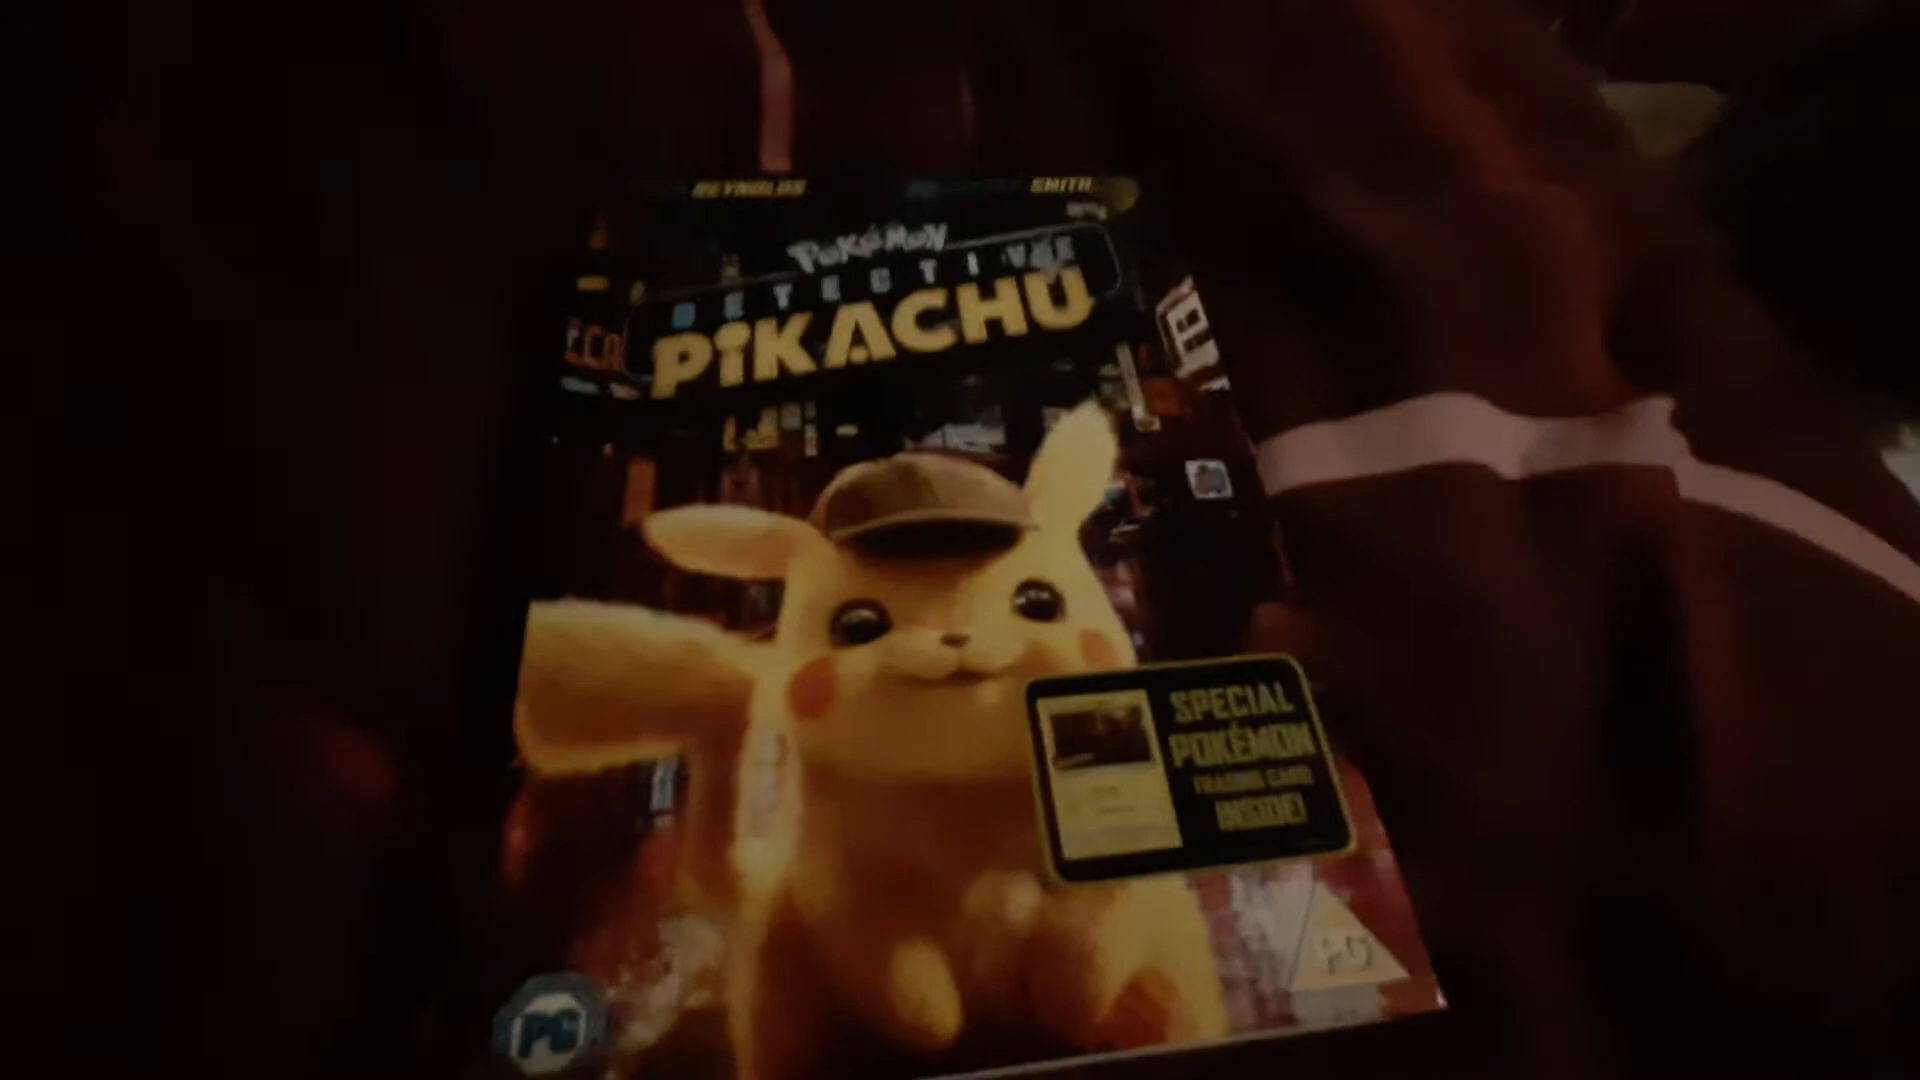 REYNOLDS SMITH
POKéMON
DETECTIVE
PIKACHU
SPECIAL
POKÉMON
TRADING CARD
INSIDE!
PG
PG